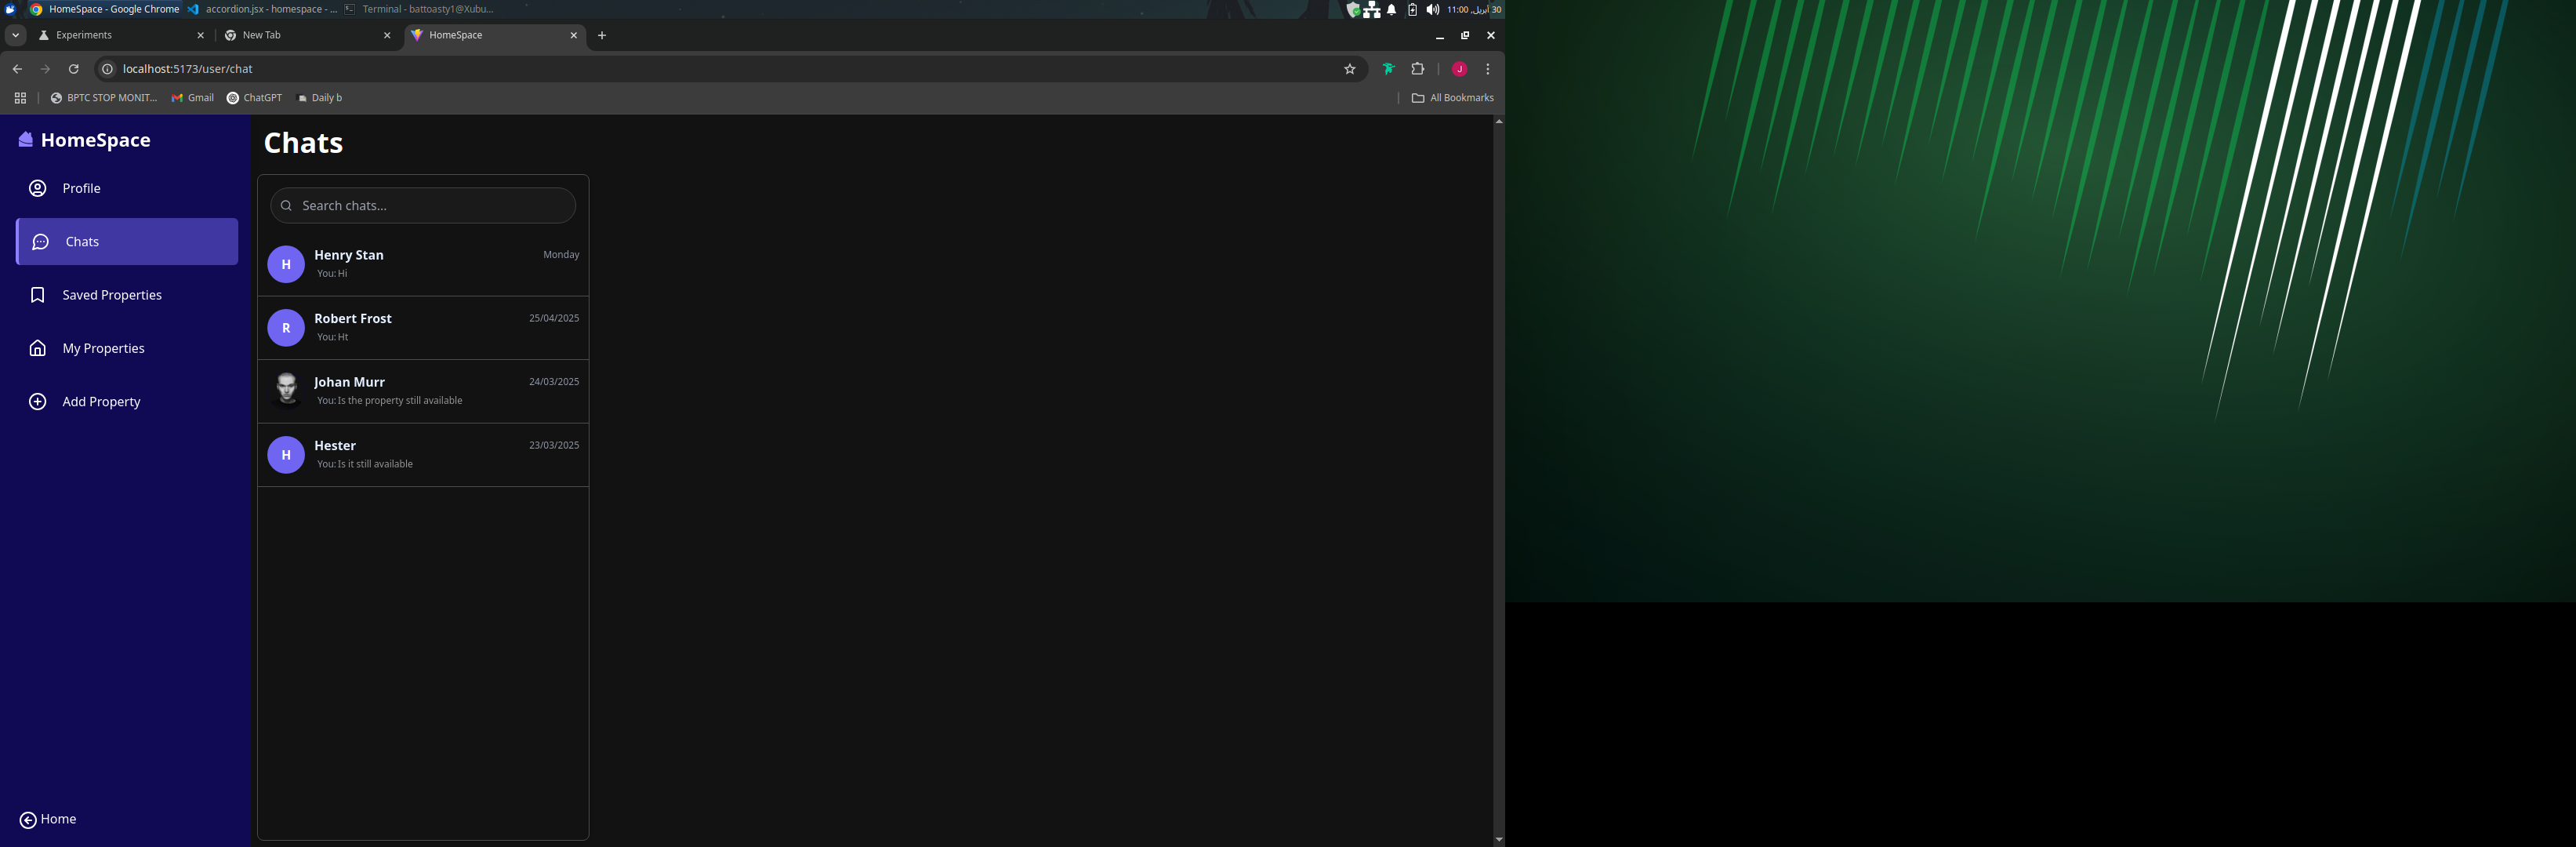 HomeSpace - Google Chrome
accordion.jsx - homespace - ...
Terminal - battoasty1@Xubu...
30 أبريل, 11:00
Experiments
New Tab
HomeSpace
localhost:5173/user/chat
J
BPTC STOP MONIT...
Gmail
ChatGPT
Daily b
All Bookmarks
HomeSpace
Profile
Chats
Saved Properties
My Properties
Add Property
Home
Chats
Search chats...
H
Henry Stan
Monday
You: Hi
R
Robert Frost
25/04/2025
You: Ht
Johan Murr
24/03/2025
You: Is the property still available
H
Hester
23/03/2025
You: Is it still available